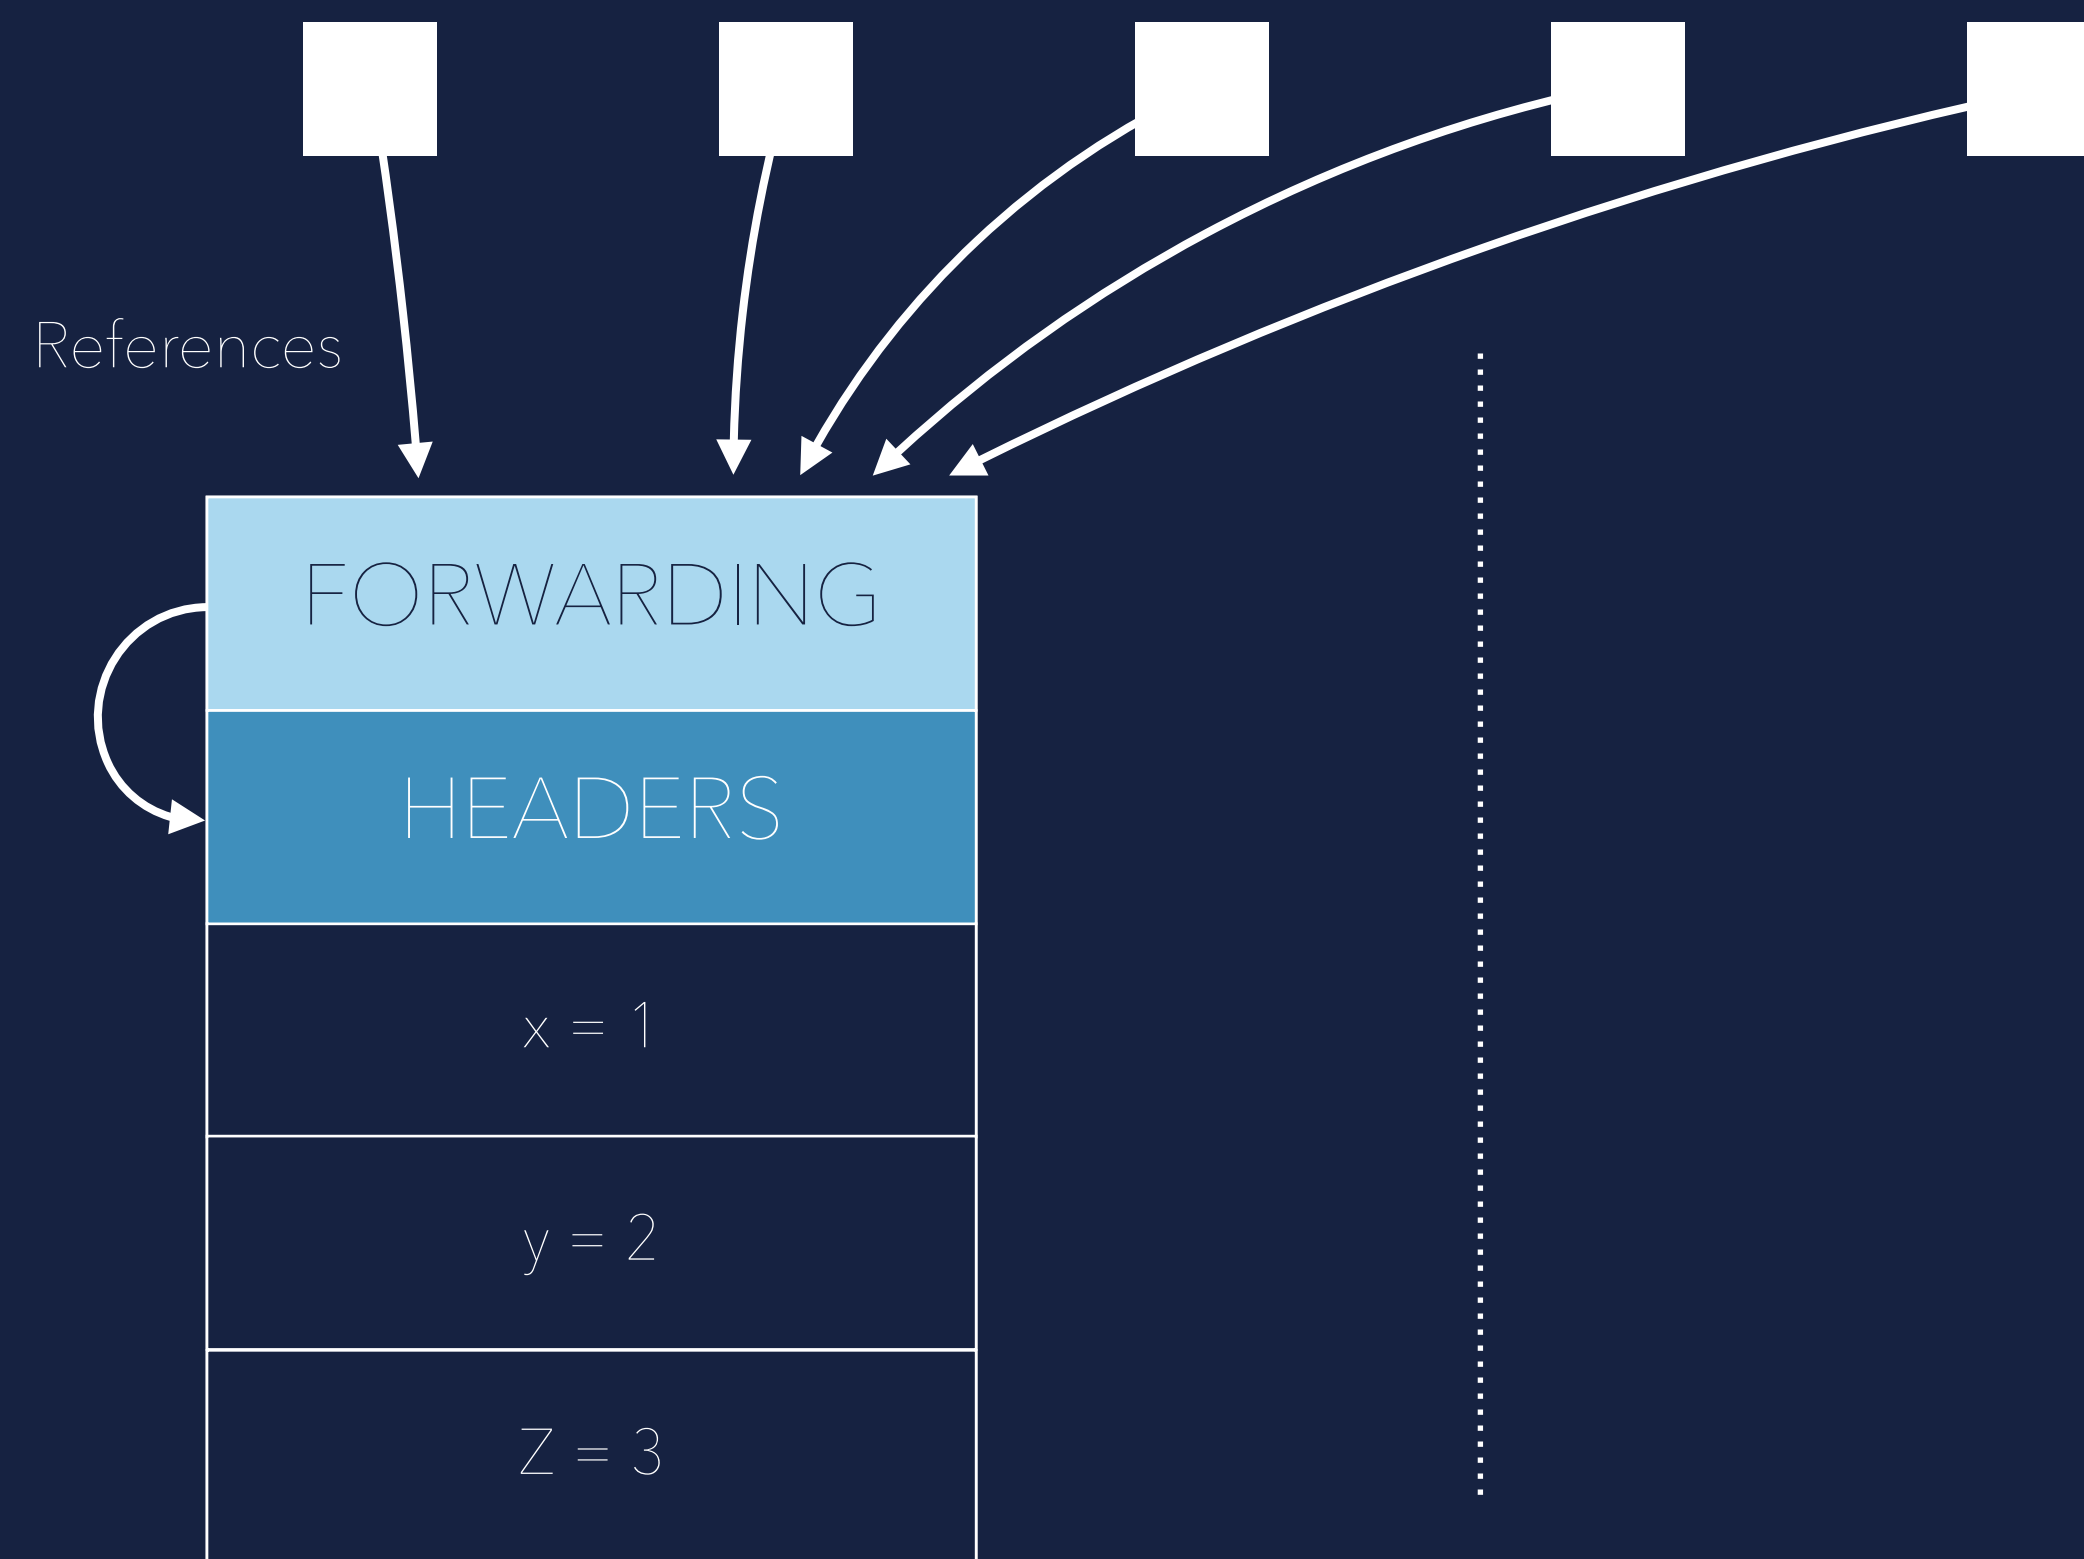 References
FORWARDING
HEADERS
x = 1
y = 2
Z = 3